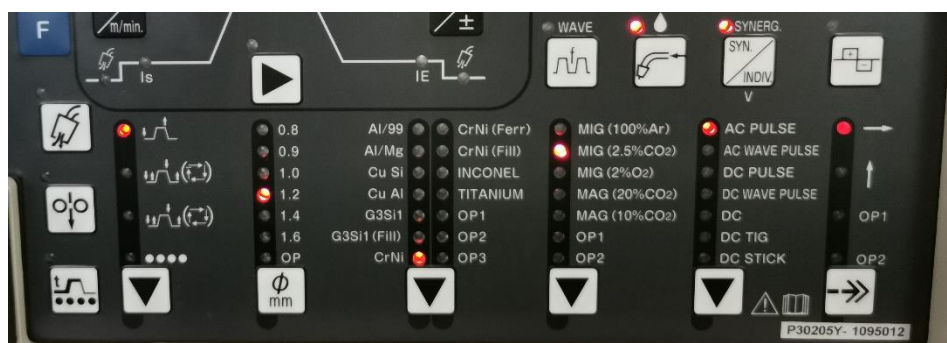 F
/m/min.
Is
IE
±
WAVE
SYNERG.
SYN.
INDIV.
V
0.8
0.9
1.0
1.2
1.4
1.6
OP
ϕ
mm
Al/99
Al/Mg
Cu Si
Cu Al
G3Si1
G3Si1 (Fill)
CrNi
CrNi (Ferr)
CrNi (Fill)
INCONEL
TITANIUM
OP1
OP2
OP3
MIG (100%Ar)
MIG (2.5%CO2)
MIG (2%O2)
MAG (20%CO2)
MAG (10%CO2)
OP1
OP2
AC PULSE
AC WAVE PULSE
DC PULSE
DC WAVE PULSE
DC
DC TIG
DC STICK
OP1
OP2
t
P30205Y- 1095012